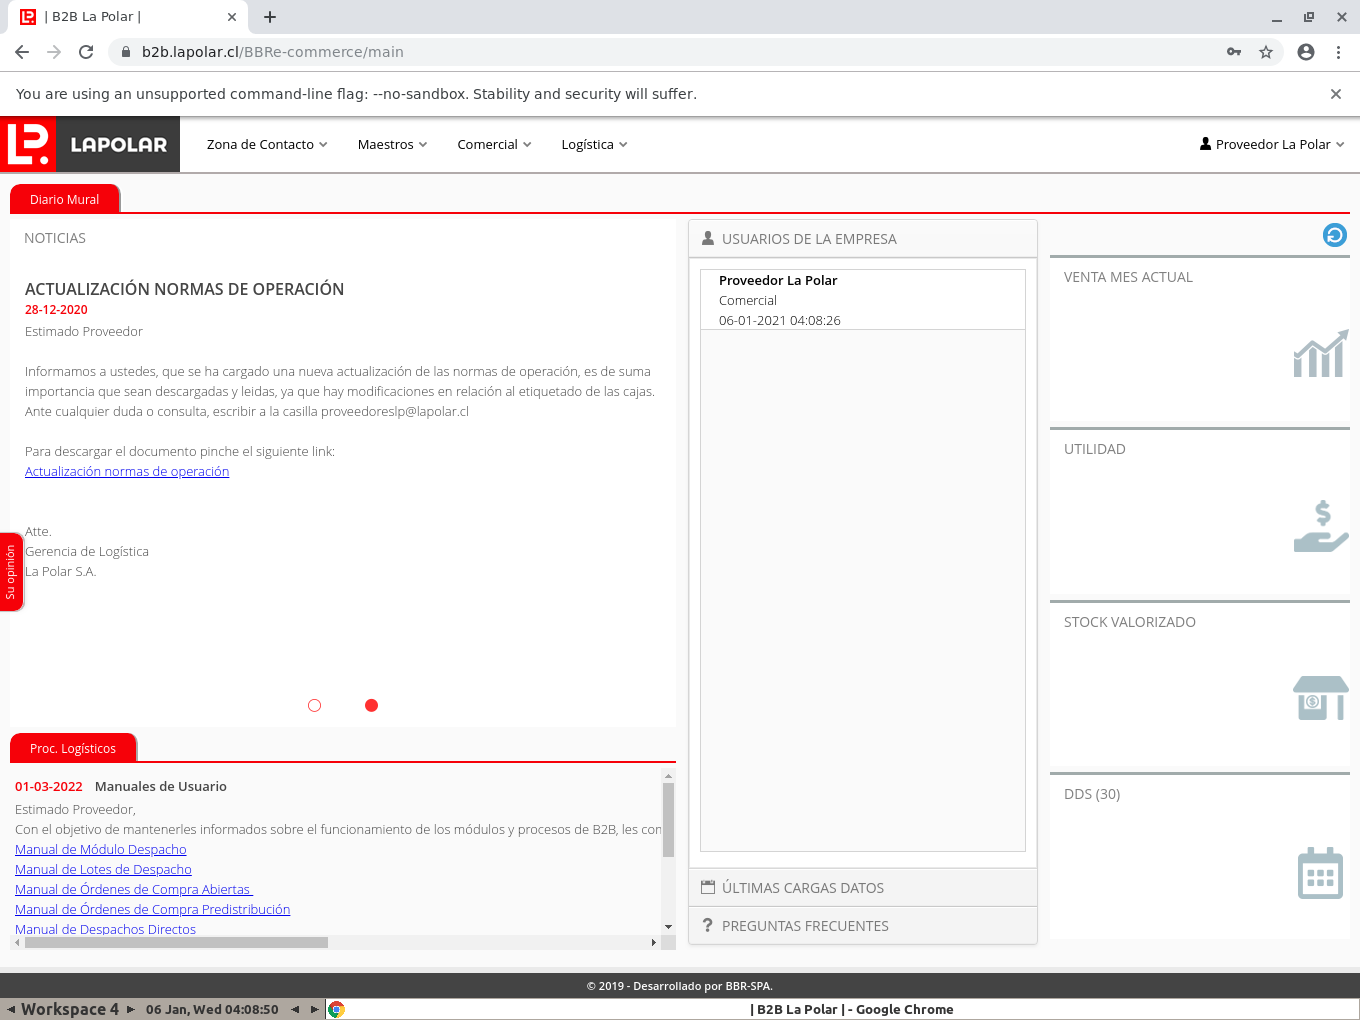 | B2B La Polar |
b2b.lapolar.cl/BBRe-commerce/main
You are using an unsupported command-line flag: --no-sandbox. Stability and security will suffer.
LAPOLAR
Zona de Contacto
Maestros
Comercial
Logística
Proveedor La Polar
Diario Mural
NOTICIAS
ACTUALIZACIÓN NORMAS DE OPERACIÓN
28-12-2020
Estimado Proveedor
Informamos a ustedes, que se ha cargado una nueva actualización de las normas de operación, es de suma
importancia que sean descargadas y leidas, ya que hay modificaciones en relación al etiquetado de las cajas.
Ante cualquier duda o consulta, escribir a la casilla proveedoreslp@lapolar.cl
Para descargar el documento pinche el siguiente link:
Actualización normas de operación
Atte.
Gerencia de Logística
La Polar S.A.
Su opinión
Proc. Logísticos
01-03-2022 Manuales de Usuario
Estimado Proveedor,
Con el objetivo de mantenerles informados sobre el funcionamiento de los módulos y procesos de B2B, les con
Manual de Módulo Despacho
Manual de Lotes de Despacho
Manual de Órdenes de Compra Abiertas
Manual de Órdenes de Compra Predistribución
Manual de Despachos Directos
USUARIOS DE LA EMPRESA
Proveedor La Polar
Comercial
06-01-2021 04:08:26
ÚLTIMAS CARGAS DATOS
PREGUNTAS FRECUENTES
VENTA MES ACTUAL
UTILIDAD
STOCK VALORIZADO
DDS (30)
© 2019 - Desarrollado por BBR-SPA.
Workspace 4
06 Jan, Wed 04:08:50
| B2B La Polar | - Google Chrome